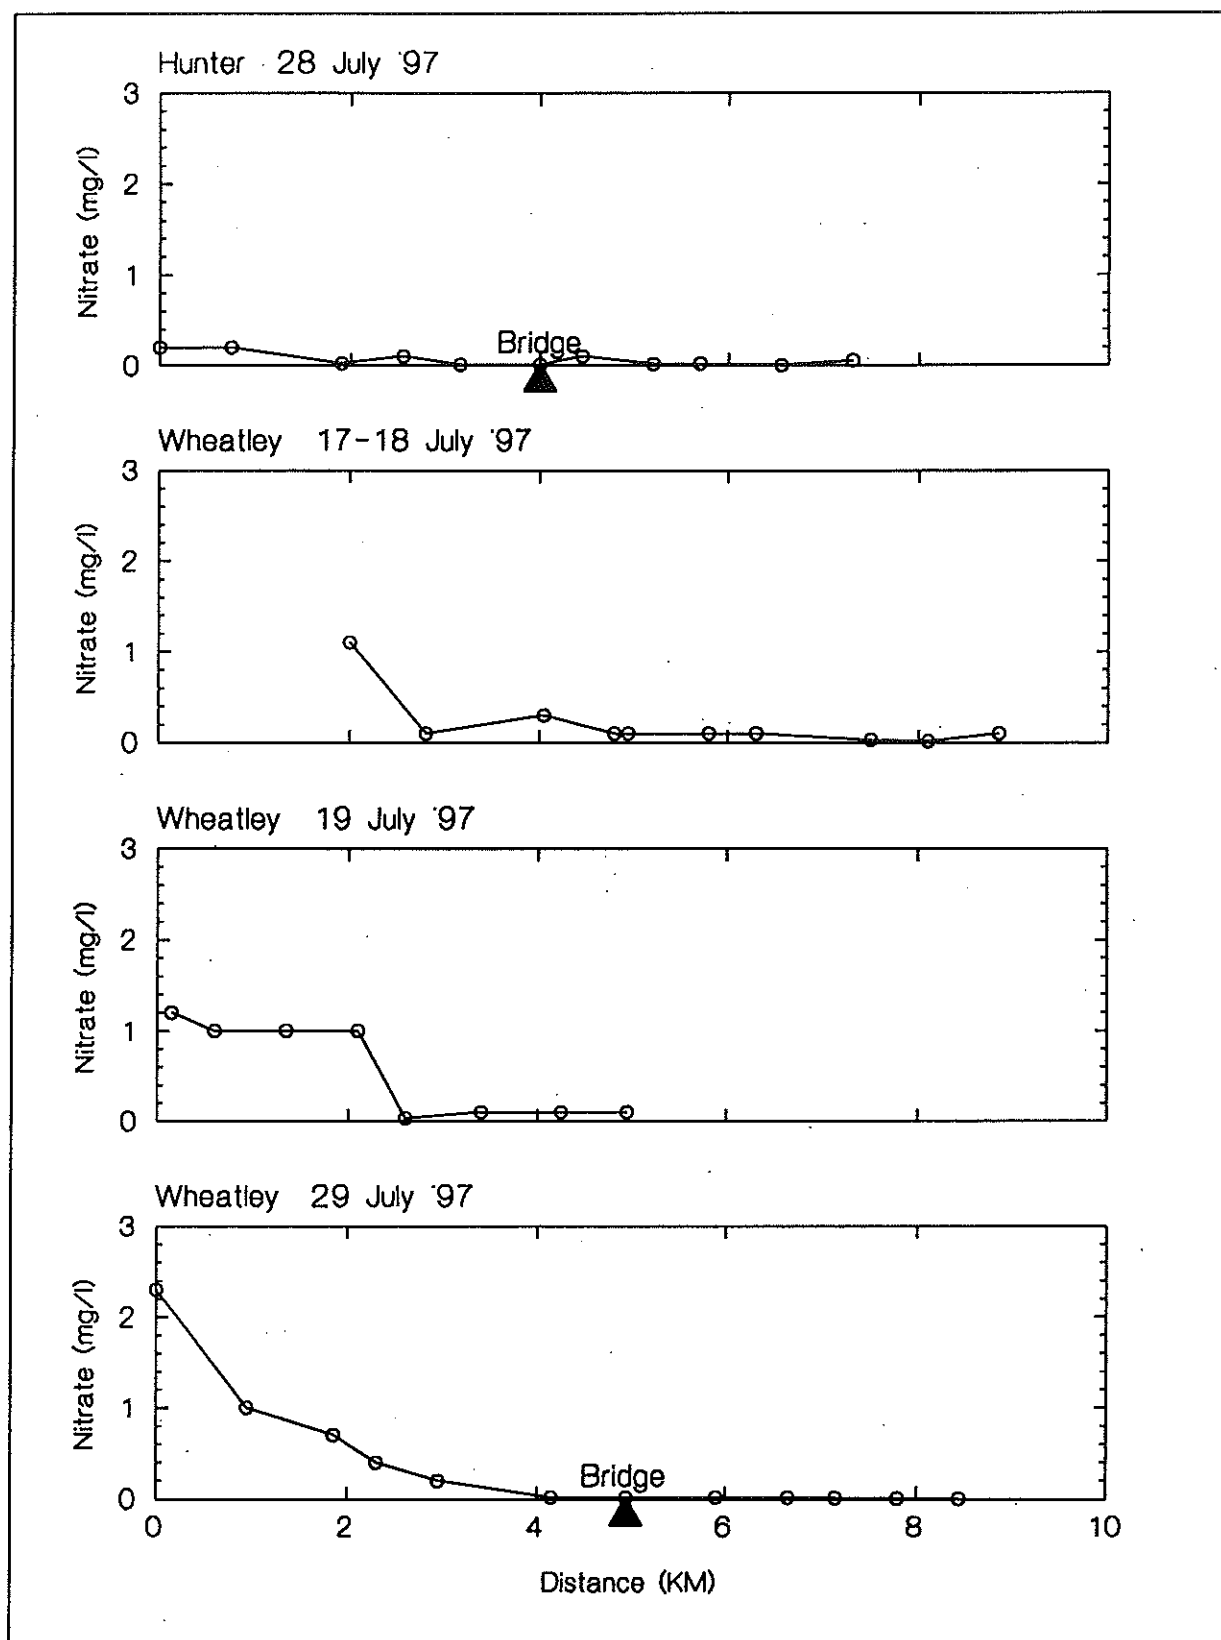 Hunter 28 July '97
3
2
1
0
Nitrate (mg/l)
Bridge
Wheatley 17-18 July '97
3
2
1
0
Nitrate (mg/l)
Wheatley 19 July '97
3
2
1
0
Nitrate (mg/l)
Wheatley 29 July '97
3
2
1
0
Nitrate (mg/l)
Bridge
0 2 4 6 8 10
Distance (KM)